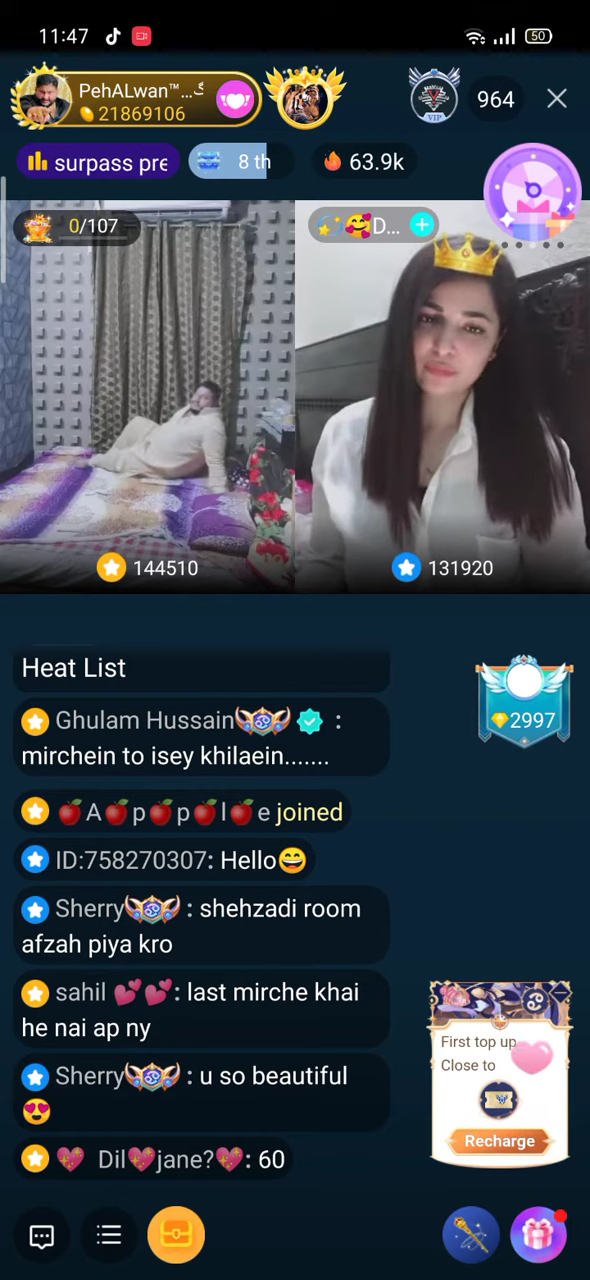 11:47
50
PehALwan™...گ
21869106
VIP
964
surpass pre
8 th
63.9k
0/107
💫🥰D...
144510
131920
Heat List
Ghulam Hussain :
mirchein to isey khilaein.......
2997
🍎A🍎p🍎p🍎l🍎e joined
ID:758270307: Hello😄
Sherry : shehzadi room
afzah piya kro
sahil 💕💕: last mirche khai
he nai ap ny
First top up
Close to
Sherry : u so beautiful
😍
Recharge
💖 Dil💖jane?💖: 60